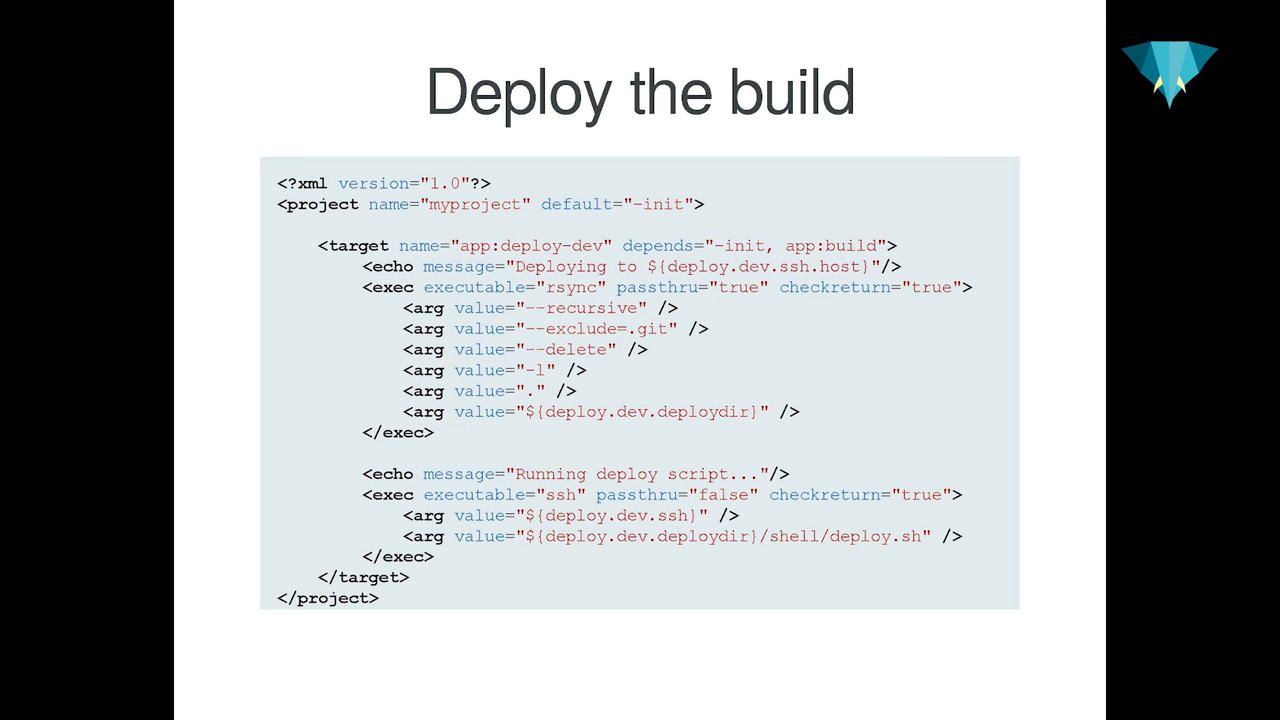 Deploy the build
<?xml version="1.0"?>
<project name="myproject" default="-init">
<target name="app:deploy-dev" depends="-init, app:build">
<echo message="Deploying to ${deploy.dev.ssh.host}"/>
<exec executable="rsync" passthru="true" checkreturn="true">
<arg value="--recursive" />
<arg value="--exclude=.git" />
<arg value="--delete" />
<arg value="-l" />
<arg value="." />
<arg value="${deploy.dev.deploydir}" />
</exec>
<echo message="Running deploy script..."/>
<exec executable="ssh" passthru="false" checkreturn="true">
<arg value="${deploy.dev.ssh}" />
<arg value="${deploy.dev.deploydir}/shell/deploy.sh" />
</exec>
</target>
</project>